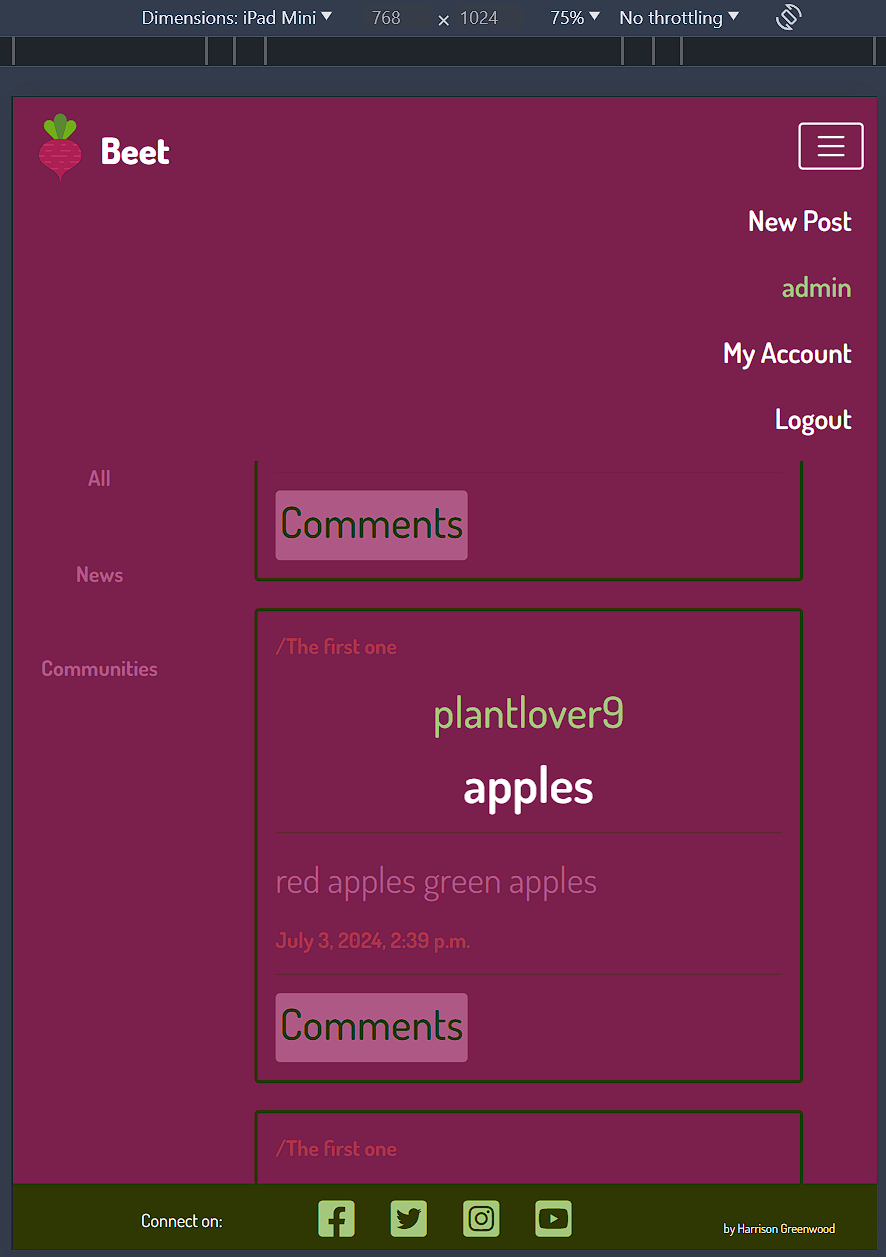 Dimensions: iPad Mini 768 × 1024 75% No throttling
Beet
New Post
admin
My Account
Logout
All
News
Communities
Comments
/The first one
plantlover9
apples
red apples green apples
July 3, 2024, 2:39 p.m.
Comments
/The first one
Connect on:
by Harrison Greenwood